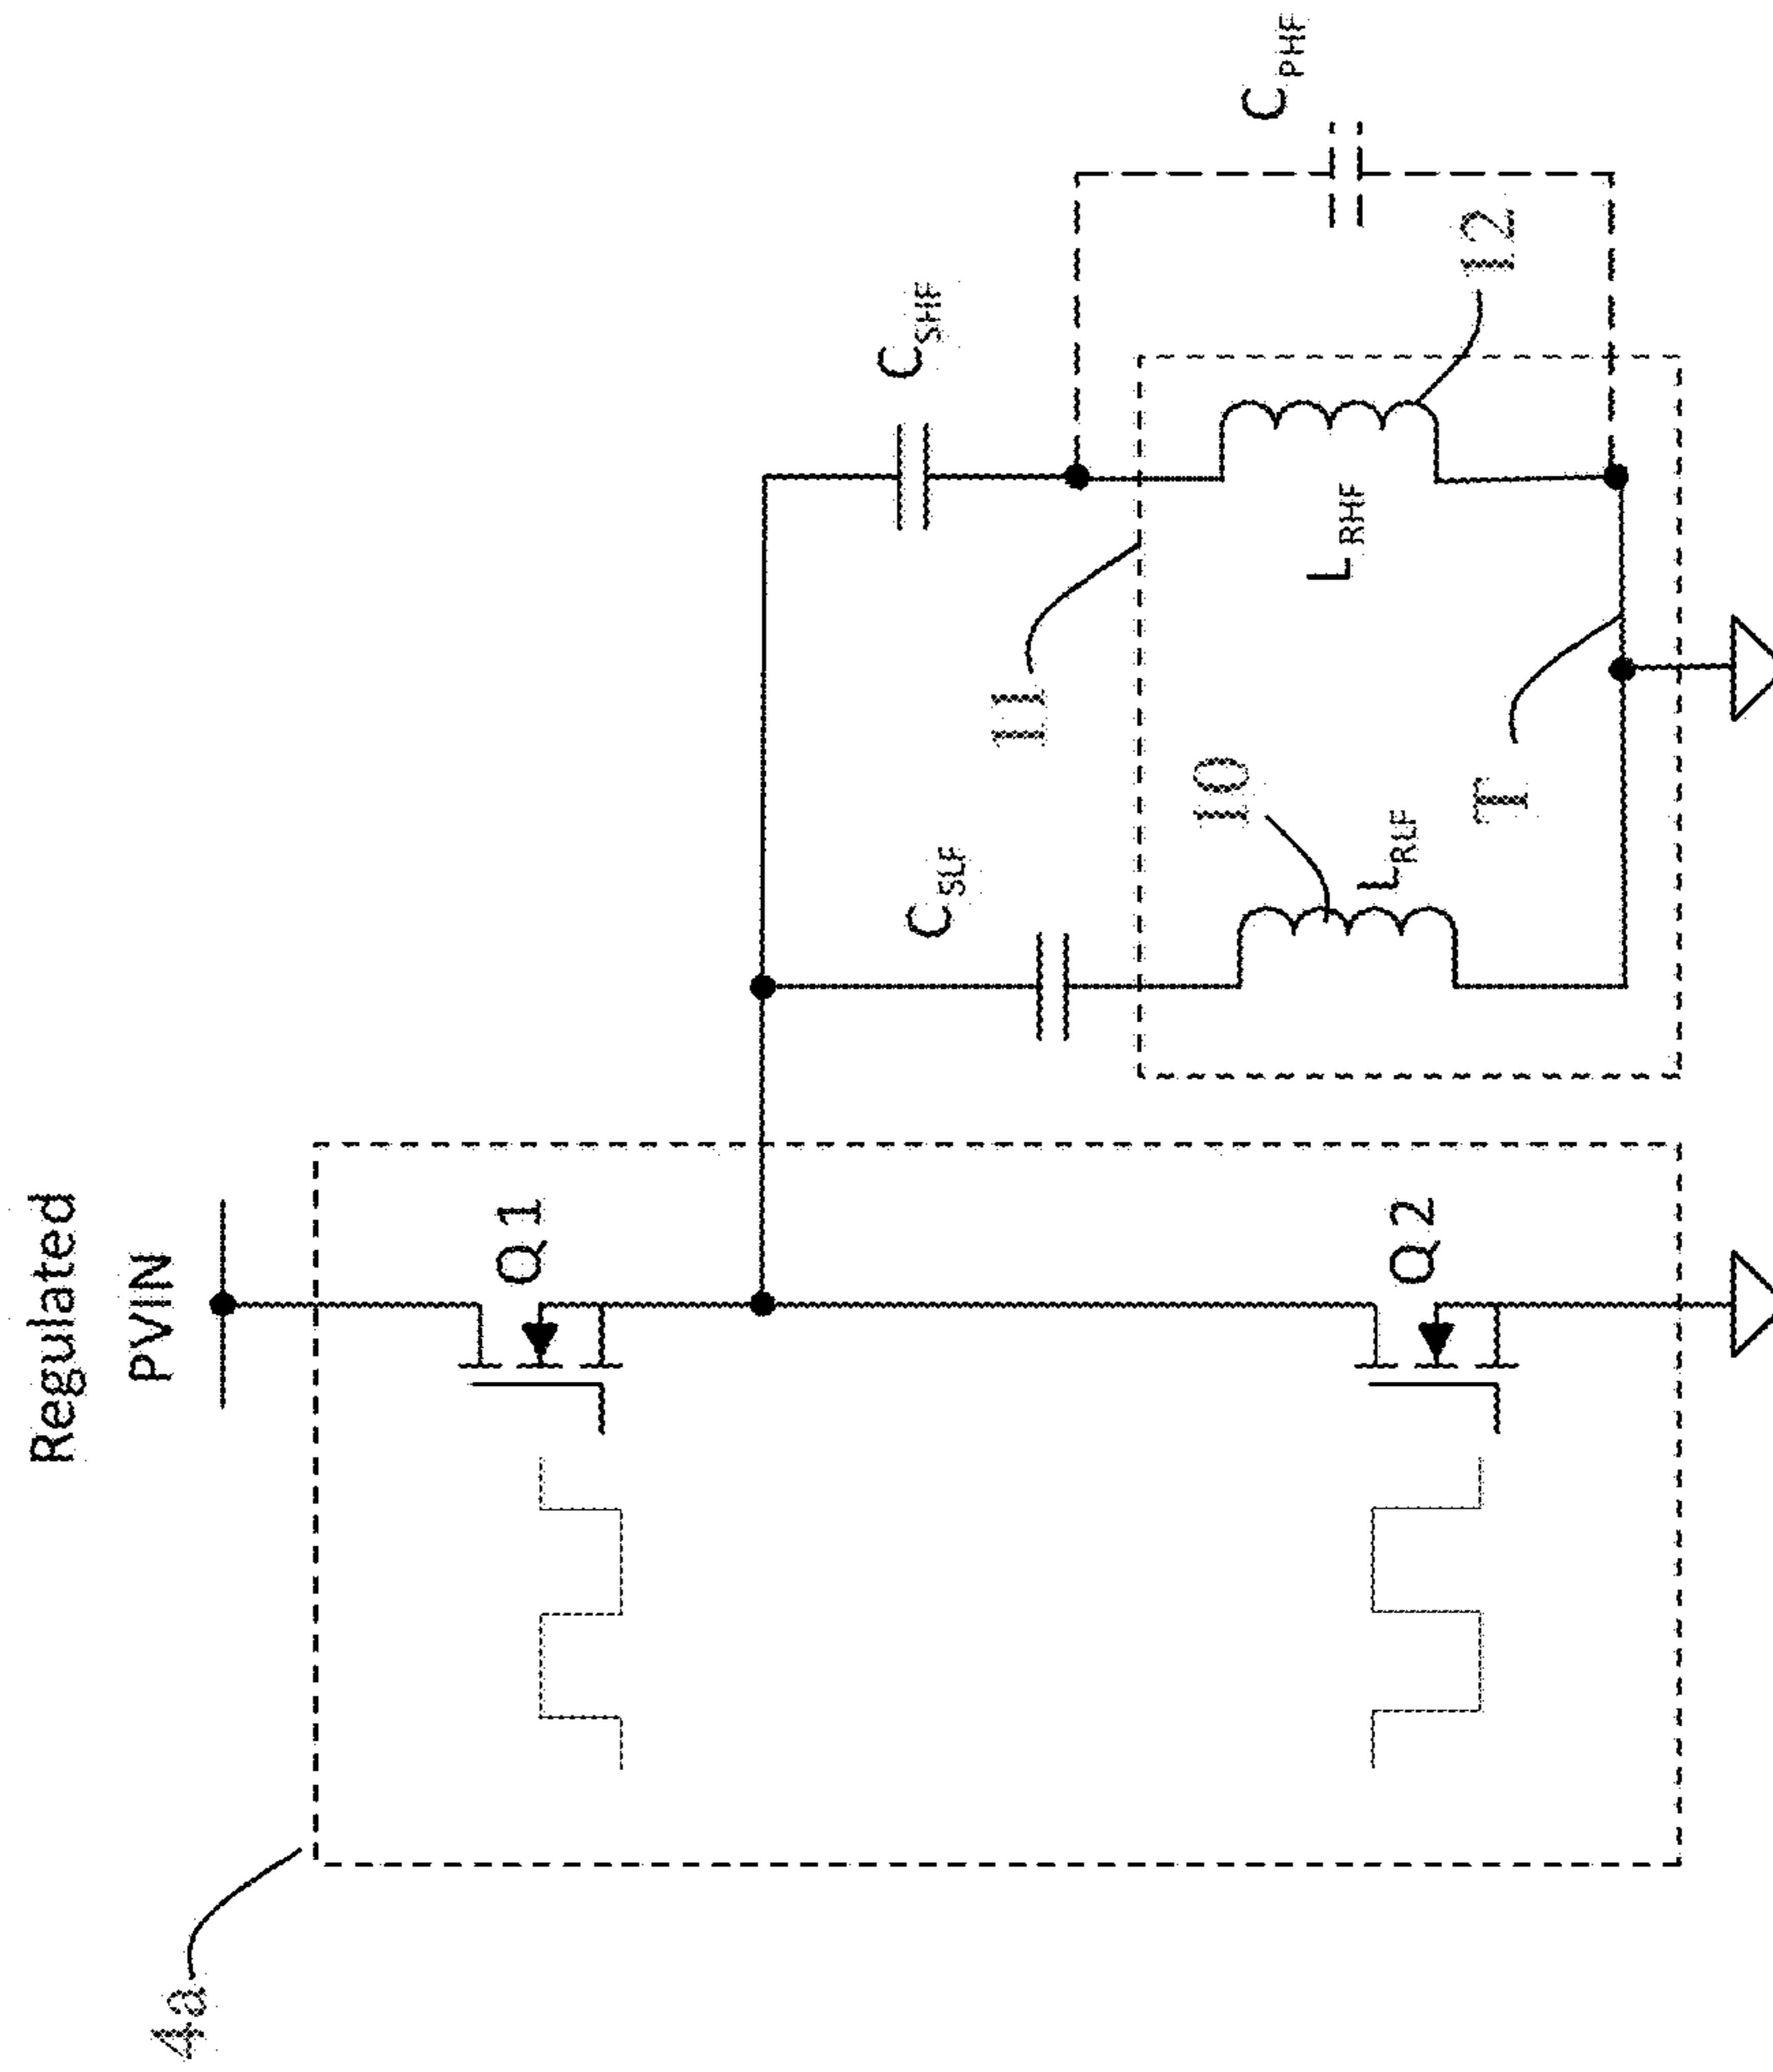 Regulated
PVIN
4a
Q1
Q2
C_SLF
C_SHF
C_PHF
11
10
12
L_RLF
L_RHF
T